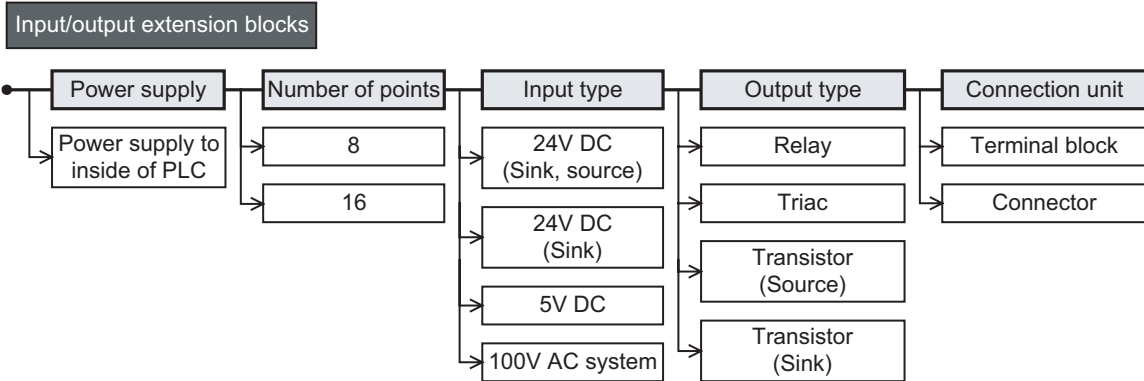 Input/output extension blocks
Power supply
Number of points
Input type
Output type
Connection unit
Power supply to
inside of PLC
8
16
24V DC
(Sink, source)
24V DC
(Sink)
5V DC
100V AC system
Relay
Triac
Transistor
(Source)
Transistor
(Sink)
Terminal block
Connector